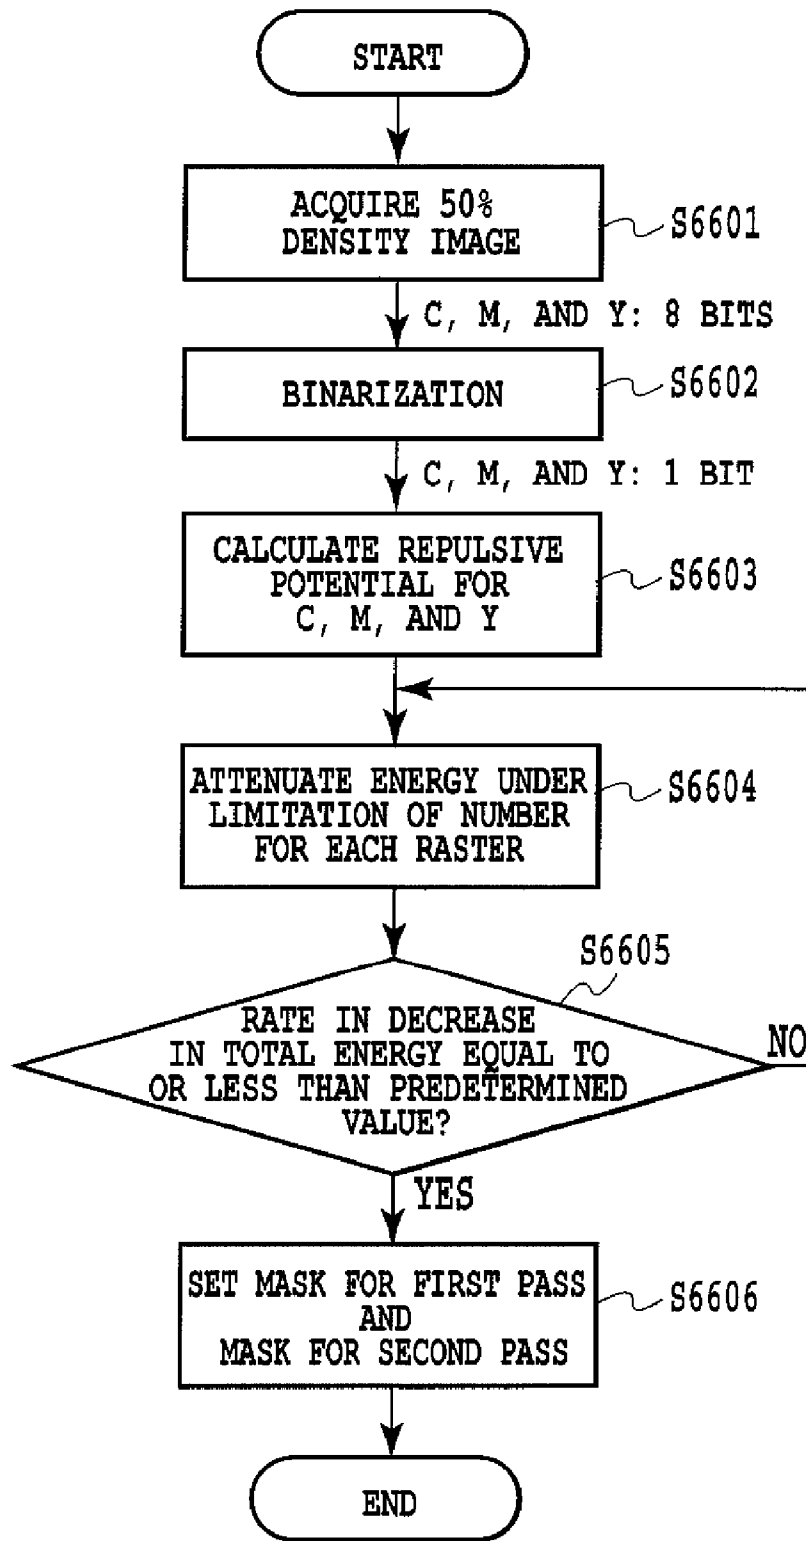 START
ACQUIRE 50%
DENSITY IMAGE
S6601
C, M, AND Y: 8 BITS
BINARIZATION
S6602
C, M, AND Y: 1 BIT
CALCULATE REPULSIVE
POTENTIAL FOR
C, M, AND Y
S6603
ATTENUATE ENERGY UNDER
LIMITATION OF NUMBER
FOR EACH RASTER
S6604
S6605
RATE IN DECREASE
IN TOTAL ENERGY EQUAL TO
OR LESS THAN PREDETERMINED
VALUE?
NO
YES
SET MASK FOR FIRST PASS
AND
MASK FOR SECOND PASS
S6606
END